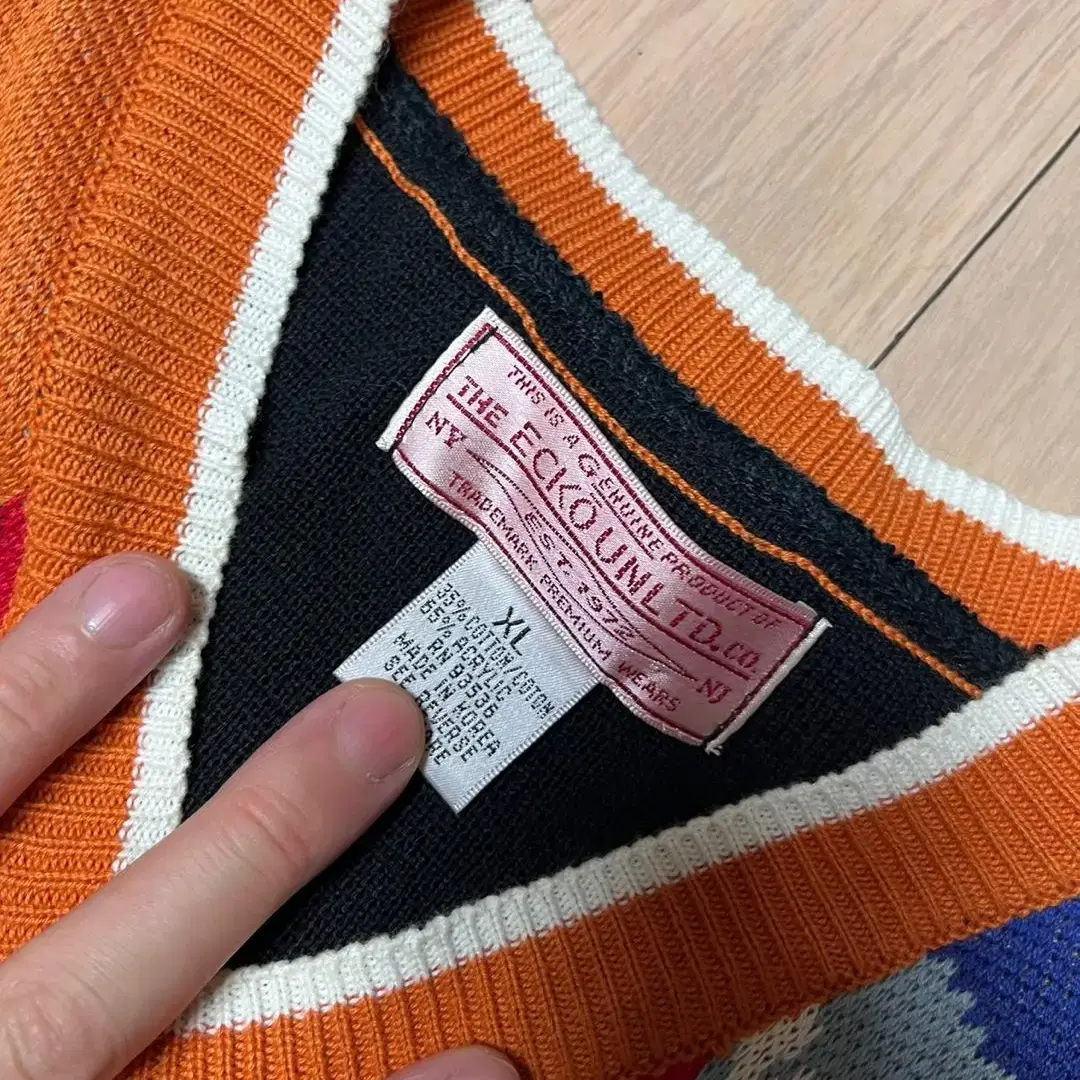 THIS IS A GENUINE PRODUCT OF
THE ECKO UNLTD.CO.
NY EST. 1972 NJ
TRADEMARK PREMIUM WEARS
XL
35% COTTON/COTON
65% ACRYLIC
RN 93536
MADE IN KOREA
SEE REVERSE